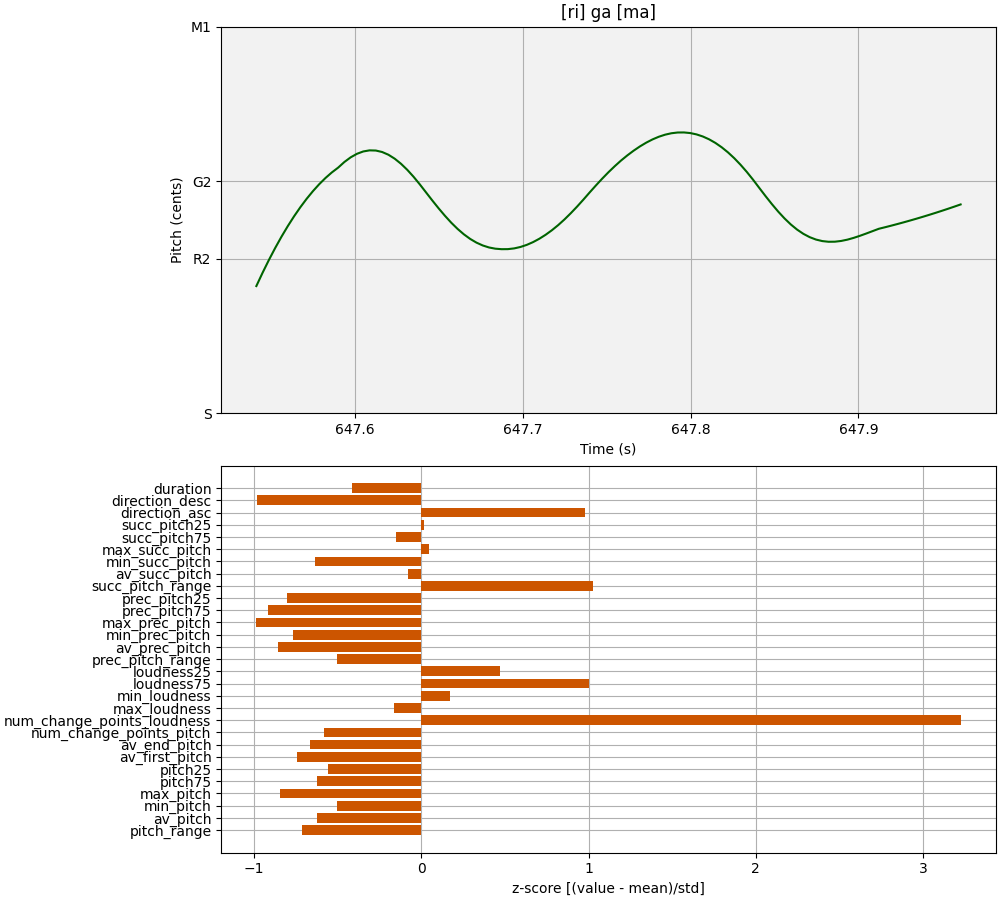 [ri] ga [ma]
M1
G2
R2
S
Pitch (cents)
647.6 647.7 647.8 647.9
Time (s)
duration
direction_desc
direction_asc
succ_pitch25
succ_pitch75
max_succ_pitch
min_succ_pitch
av_succ_pitch
succ_pitch_range
prec_pitch25
prec_pitch75
max_prec_pitch
min_prec_pitch
av_prec_pitch
prec_pitch_range
loudness25
loudness75
min_loudness
max_loudness
num_change_points_loudness
num_change_points_pitch
av_end_pitch
av_first_pitch
pitch25
pitch75
max_pitch
min_pitch
av_pitch
pitch_range
−1 0 1 2 3
z-score [(value - mean)/std]